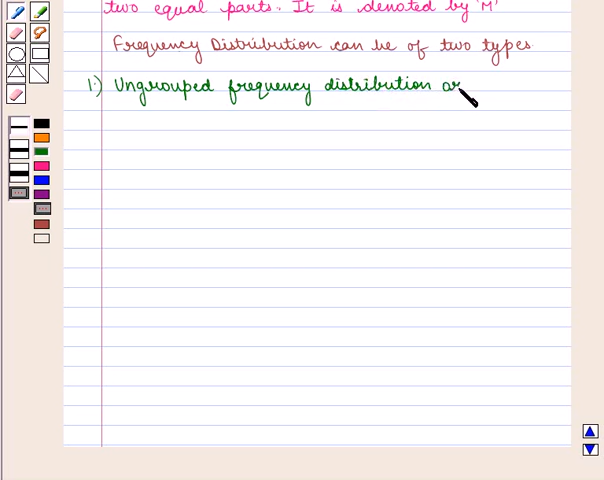 two equal parts. It is denoted by 'M'
Frequency Distribution can be of two types
1.) Ungrouped frequency distribution or